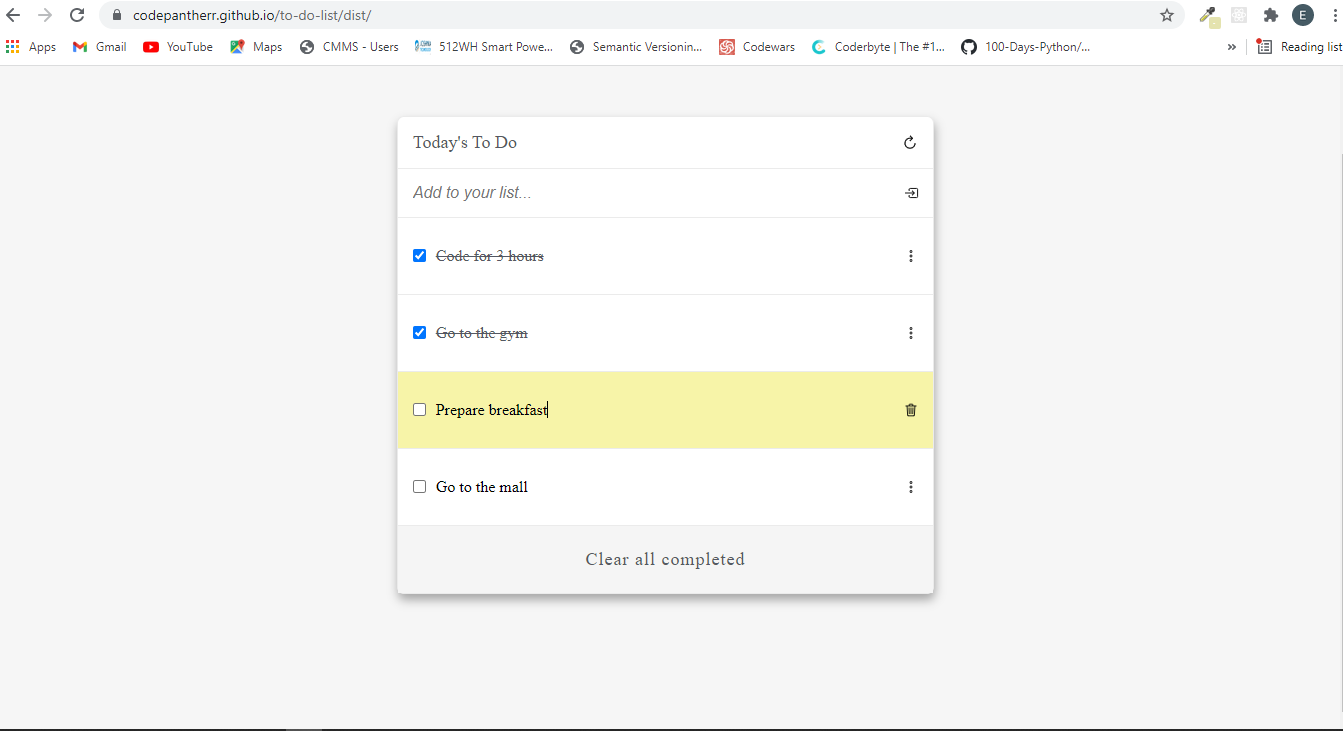 codepantherr.github.io/to-do-list/dist/
E
Apps Gmail YouTube Maps CMMS - Users 512WH Smart Powe... Semantic Versionin... Codewars Coderbyte | The #1... 100-Days-Python/... » Reading list
Today's To Do
Add to your list...
Code for 3 hours
Go to the gym
Prepare breakfast
Go to the mall
Clear all completed